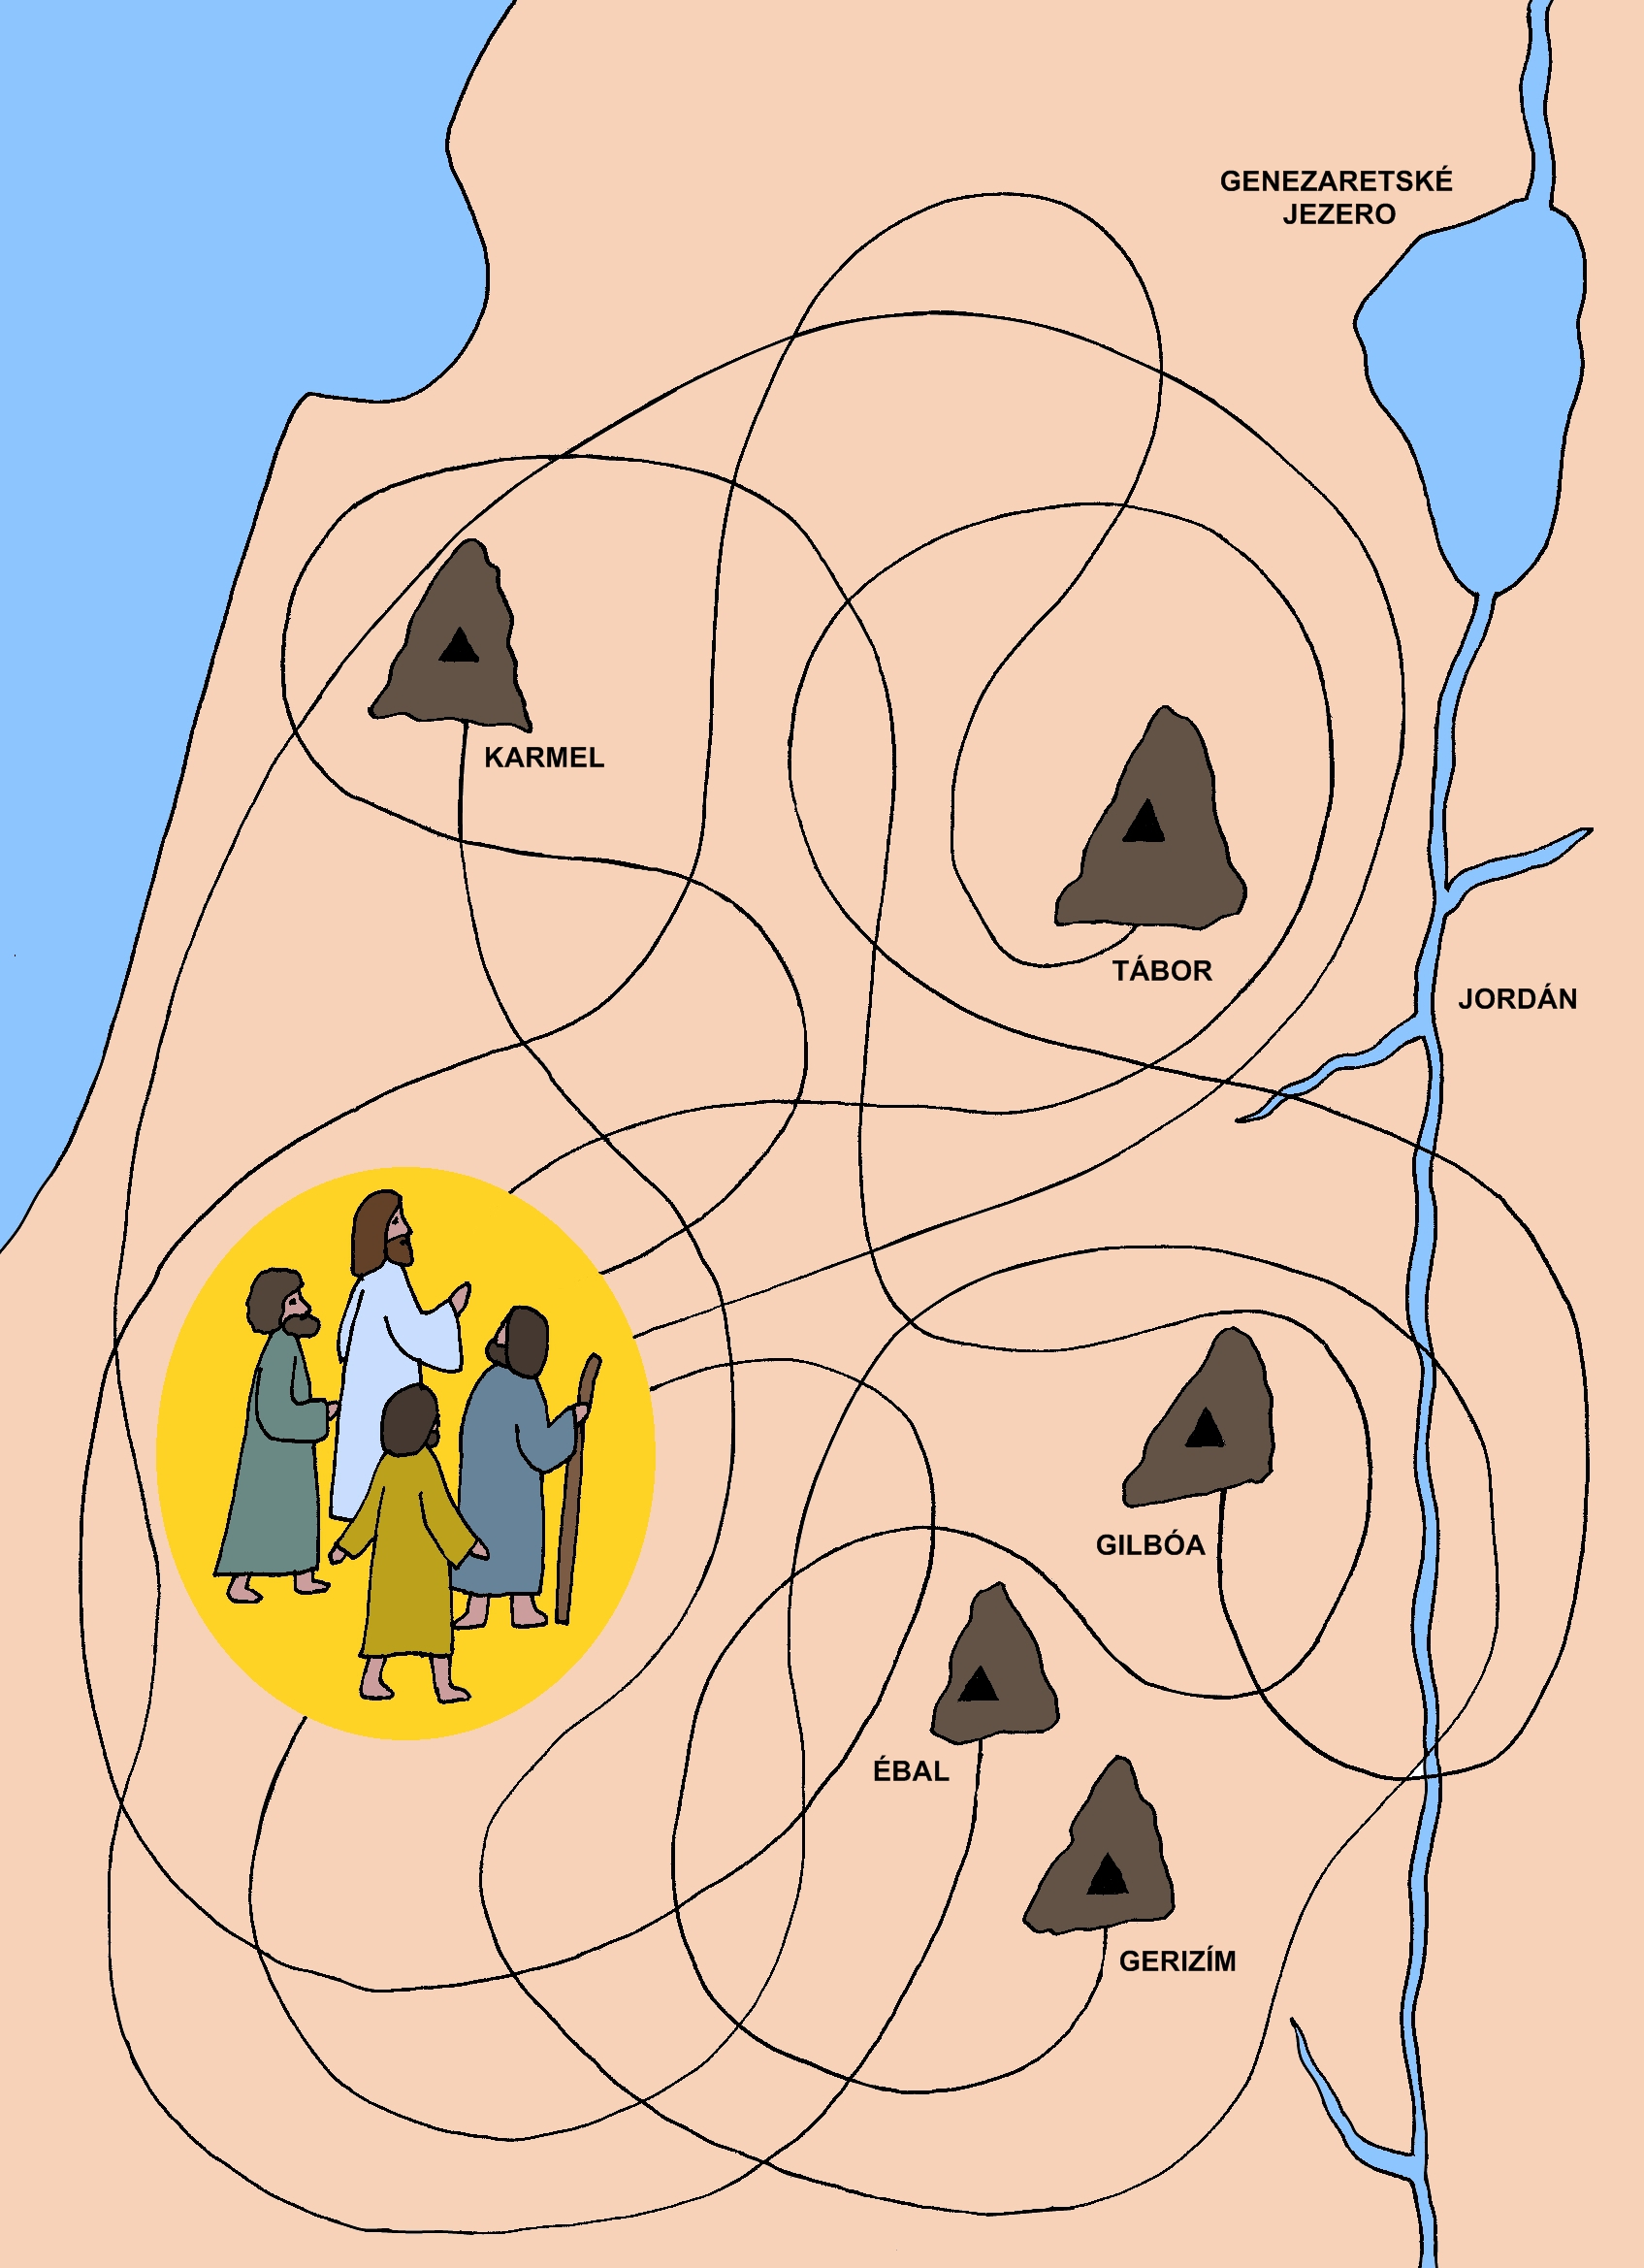 GENEZARETSKÉ
JEZERO
KARMEL
TÁBOR
JORDÁN
GILBÓA
ÉBAL
GERIZÍM